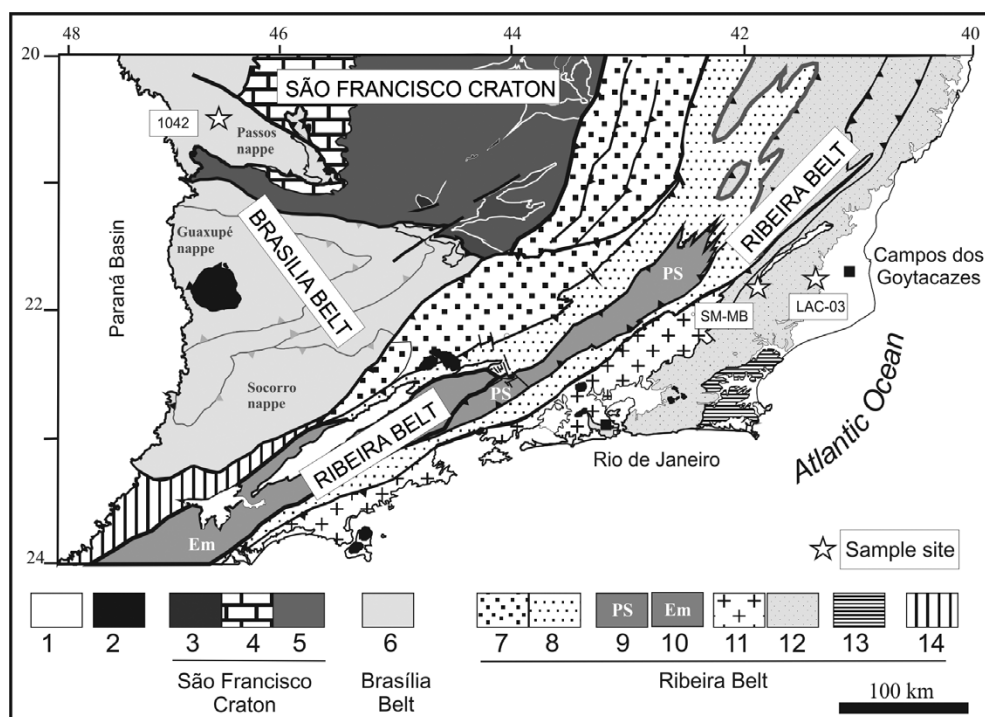 48 46 44 42 40
20
SÃO FRANCISCO CRATON
1042
Passos
nappe
RIBEIRA BELT
BRASILIA BELT
Guaxupé
nappe
Paraná Basin
PS
Campos dos
Goytacazes
22
SM-MB
LAC-03
Socorro
nappe
PS
RIBEIRA BELT
Rio de Janeiro
Atlantic Ocean
Em
24
Sample site
PS Em
1 2 3 4 5 6 7 8 9 10 11 12 13 14
São Francisco
Craton
Brasília
Belt
Ribeira Belt
100 km